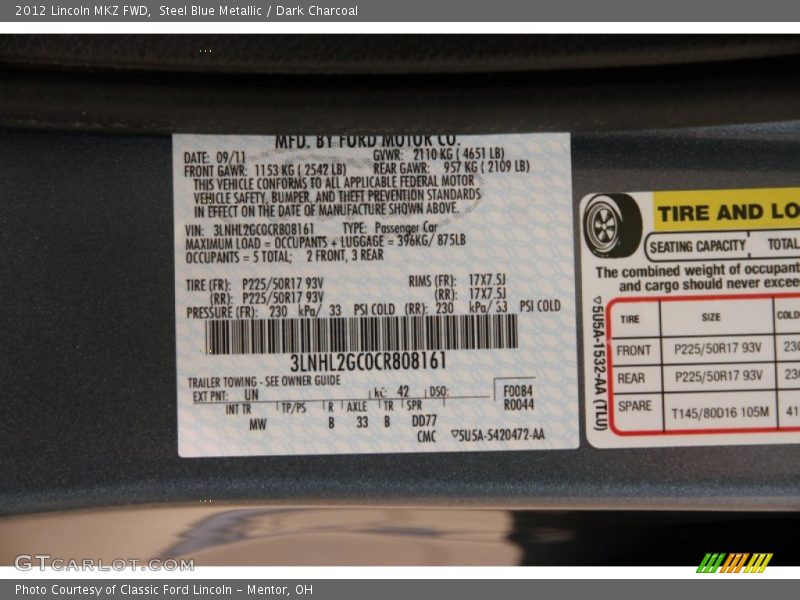 2012 Lincoln MKZ FWD, Steel Blue Metallic / Dark Charcoal
MFD. BY FORD MOTOR CO.
DATE: 09/11 GVWR: 2110 KG ( 4651 LB)
FRONT GAWR: 1153 KG ( 2542 LB) REAR GAWR: 957 KG ( 2109 LB)
THIS VEHICLE CONFORMS TO ALL APPLICABLE FEDERAL MOTOR
VEHICLE SAFETY, BUMPER, AND THEFT PREVENTION STANDARDS
IN EFFECT ON THE DATE OF MANUFACTURE SHOWN ABOVE.
VIN: 3LNHL2GC0CR808161 TYPE: Passenger Car
MAXIMUM LOAD = OCCUPANTS + LUGGAGE = 396KG/ 875LB
OCCUPANTS = 5 TOTAL; 2 FRONT, 3 REAR
TIRE (FR): P225/50R17 93V RIMS (FR): 17X7.5J
(RR): P225/50R17 93V (RR): 17X7.5J
PRESSURE (FR): 230 kPa/ 33 PSI COLD (RR): 230 kPa/ 33 PSI COLD
3LNHL2GC0CR808161
TRAILER TOWING - SEE OWNER GUIDE
EXT PNT: UN RC: 42 DSO: F0084
R0044
INT TR TP/PS R AXLE TR SPR
MW B 33 B DD77
CMC 5U5A-5420472-AA
TIRE AND LO
SEATING CAPACITY TOTAL
The combined weight of occupant
and cargo should never excee
5U5A-1532-AA (TLU)
TIRE SIZE COLD
FRONT P225/50R17 93V 230
REAR P225/50R17 93V 230
SPARE T145/80D16 105M 41
GTCARLOT.COM
Photo Courtesy of Classic Ford Lincoln - Mentor, OH